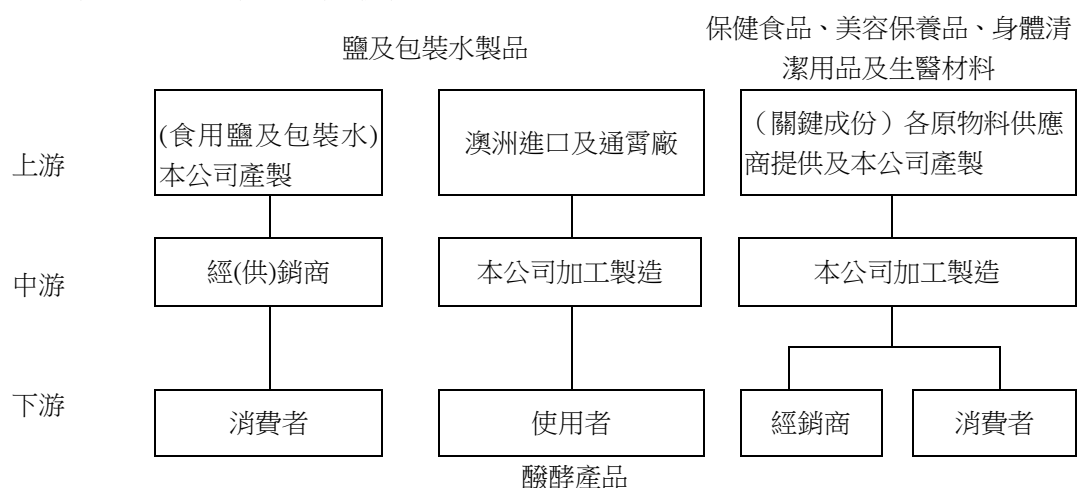 鹽及包裝水製品
保健食品、美容保養品、身體清
潔用品及生醫材料
上游
(食用鹽及包裝水)
本公司產製
澳洲進口及通霄廠
（關鍵成份）各原物料供應
商提供及本公司產製
中游
經(供)銷商
本公司加工製造
本公司加工製造
下游
消費者
使用者
經銷商
消費者
醱酵產品